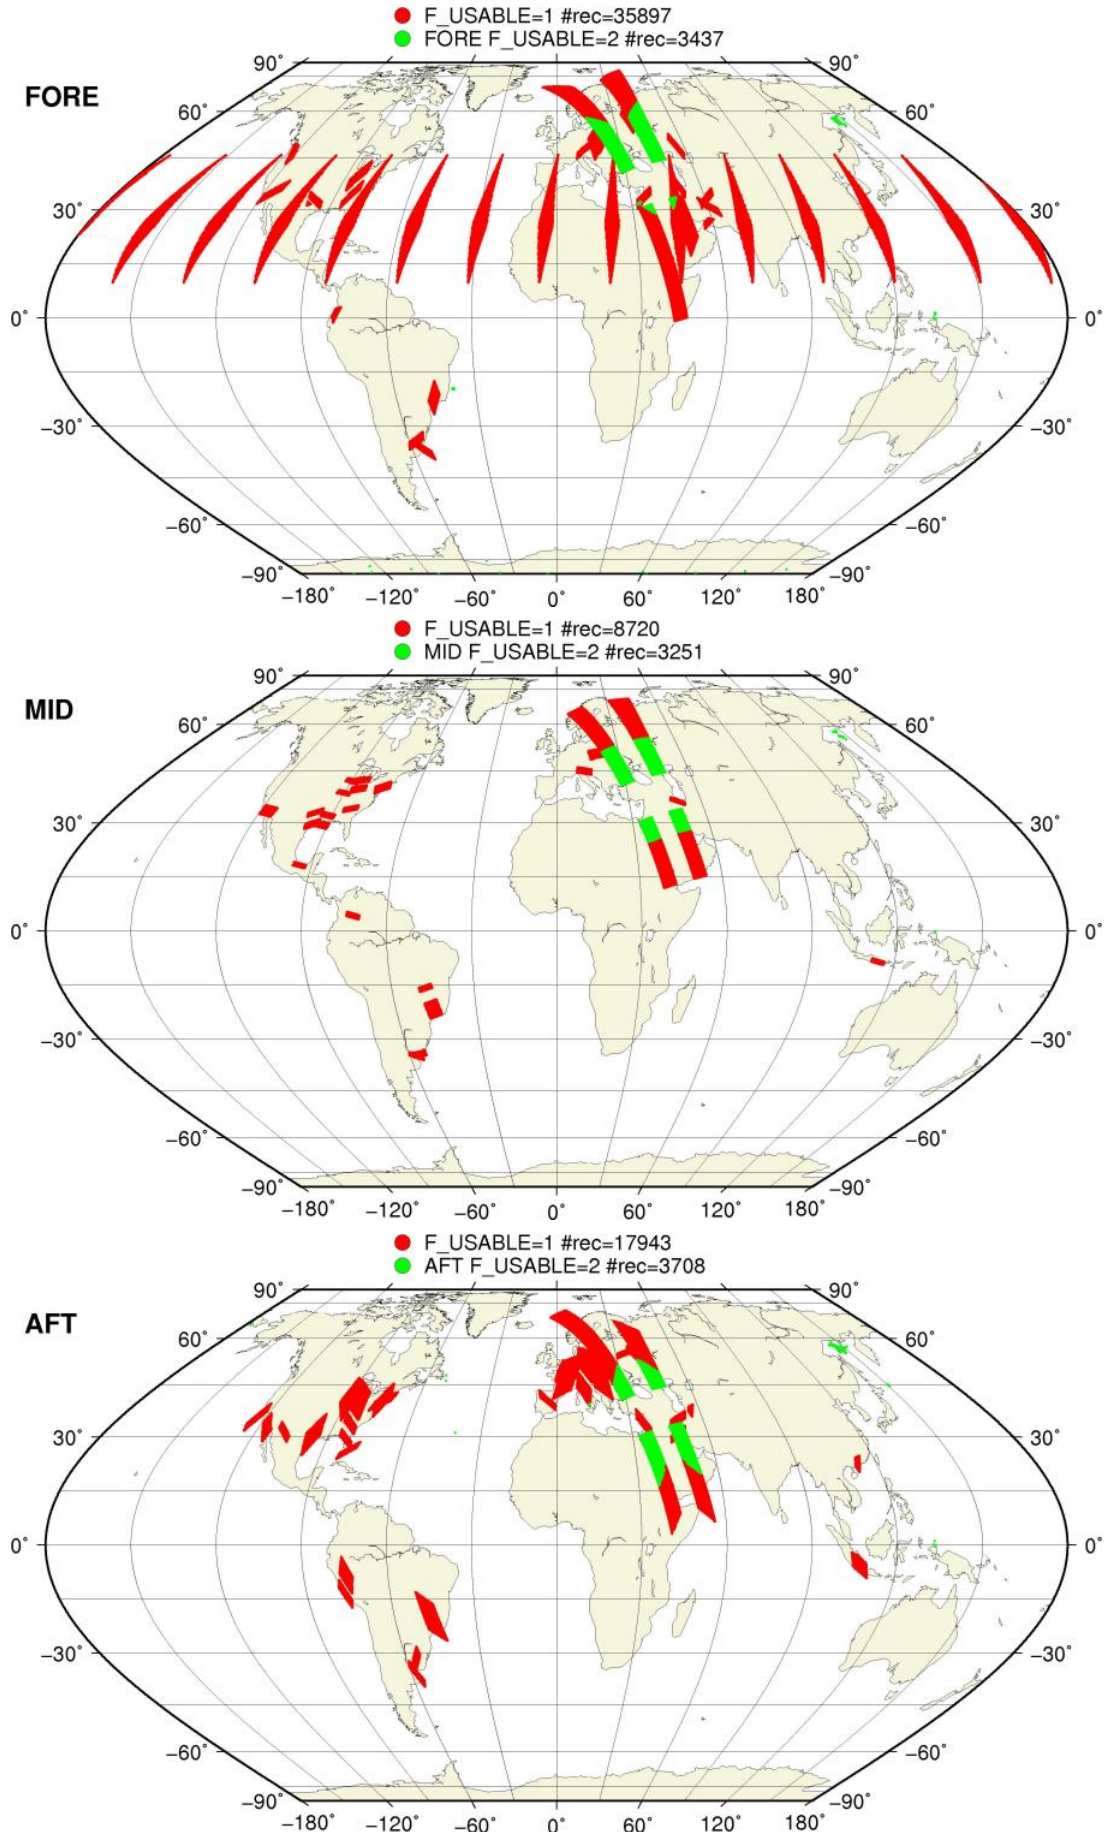 F_USABLE=1 #rec=35897
FORE F_USABLE=2 #rec=3437
FORE
90° 90°
60° 60°
30° 30°
0° 0°
−30° −30°
−60° −60°
−90° −90°
−180° −120° −60° 0° 60° 120° 180°
F_USABLE=1 #rec=8720
MID F_USABLE=2 #rec=3251
MID
90° 90°
60° 60°
30° 30°
0° 0°
−30° −30°
−60° −60°
−90° −90°
−180° −120° −60° 0° 60° 120° 180°
F_USABLE=1 #rec=17943
AFT F_USABLE=2 #rec=3708
AFT
90° 90°
60° 60°
30° 30°
0° 0°
−30° −30°
−60° −60°
−90° −90°
−180° −120° −60° 0° 60° 120° 180°